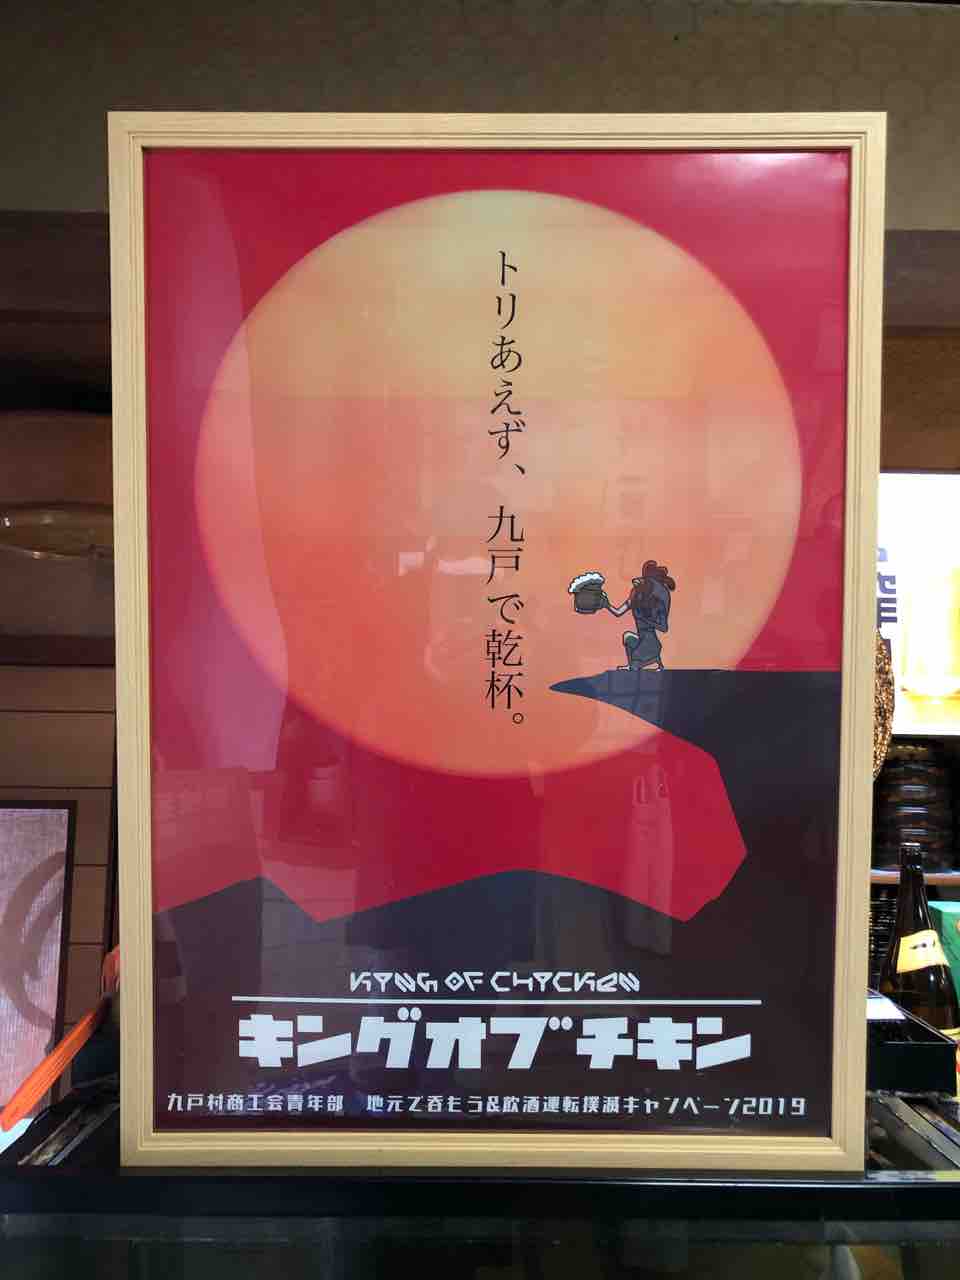 トリあえず、九戸で乾杯。
KING OF CHICKEN
キングオブチキン
九戸村商工会青年部 地元で呑もう&飲酒運転撲滅キャンペーン2019